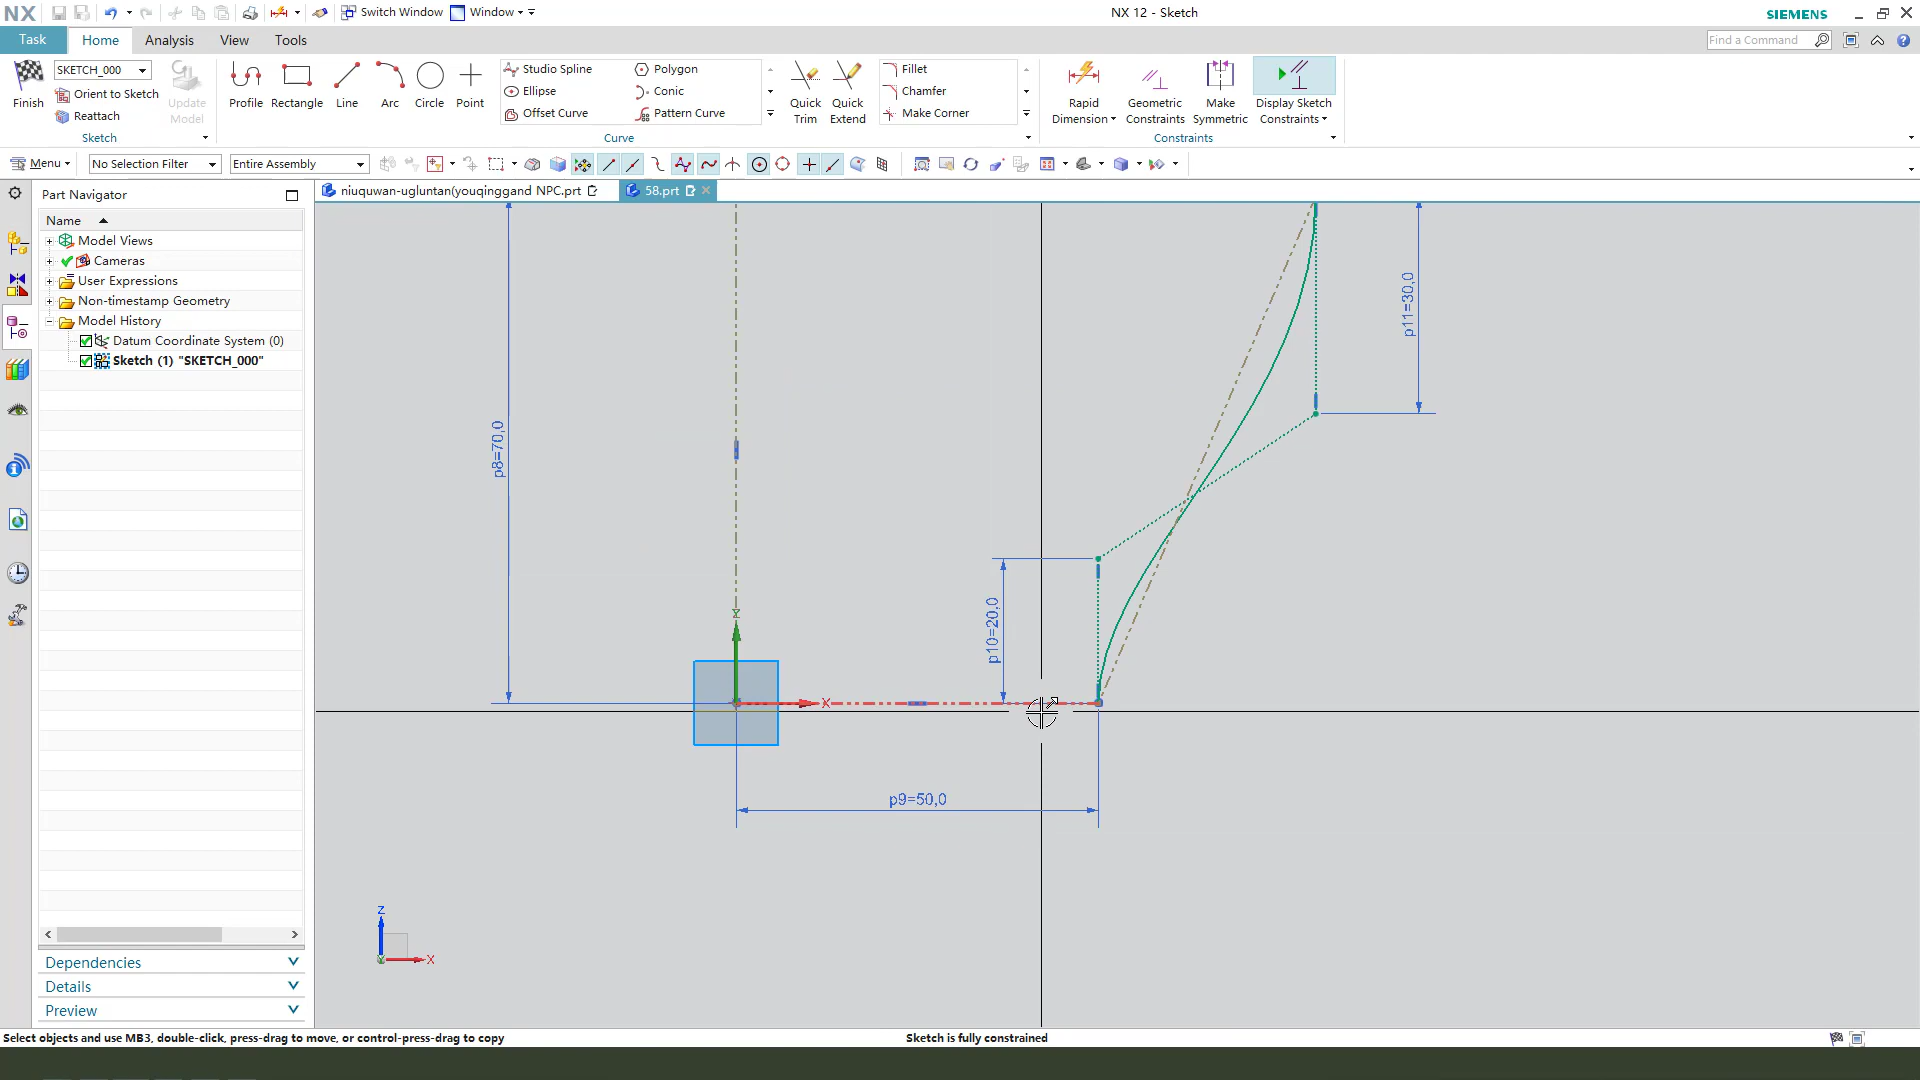 NX
Switch Window
Window
NX 12 - Sketch
SIEMENS
Task
Home
Analysis
View
Tools
Find a Command
Finish
SKETCH_000
Orient to Sketch
Reattach
Update Model
Sketch
Profile
Rectangle
Line
Arc
Circle
Point
Studio Spline
Ellipse
Offset Curve
Polygon
Conic
Pattern Curve
Curve
Quick Trim
Quick Extend
Fillet
Chamfer
Make Corner
Rapid Dimension
Geometric Constraints
Make Symmetric
Display Sketch Constraints
Constraints
Menu
No Selection Filter
Entire Assembly
Part Navigator
niuquwan-ugluntan(youqinggand NPC.prt
58.prt
Name
Model Views
Cameras
User Expressions
Non-timestamp Geometry
Model History
Datum Coordinate System (0)
Sketch (1) "SKETCH_000"
p11=30,0
p8=70,0
p10=20,0
X
p9=50,0
Z
X
Y
Dependencies
Details
Preview
Select objects and use MB3, double-click, press-drag to move, or control-press-drag to copy
Sketch is fully constrained